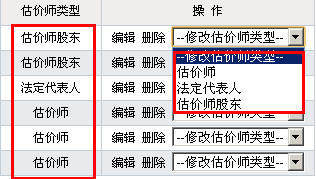 估价师类型 操 作
估价师股东 编辑 删除 --修改估价师类型--
估价师股东 编辑 删除 --修改估价师类型--
估价师
法定代表人 编辑 删除 法定代表人
估价师股东
估价师 编辑 删除
估价师 编辑 删除 --修改估价师类型--
估价师 编辑 删除 --修改估价师类型--